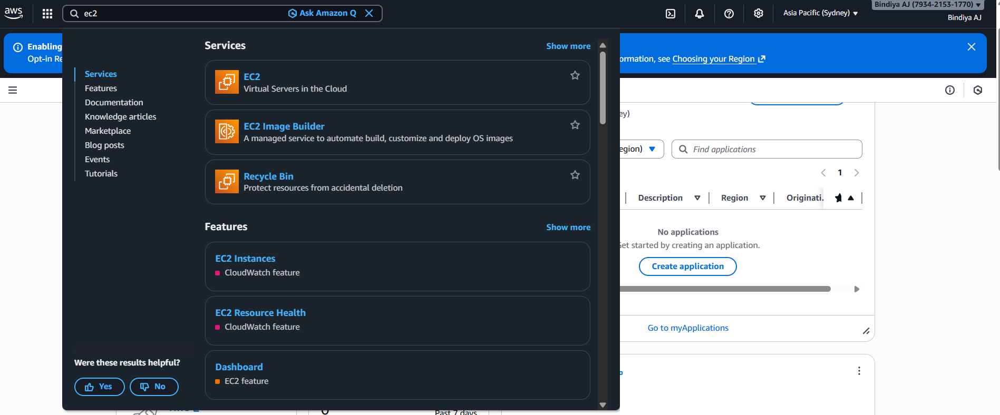 aws
ec2
Ask Amazon Q
Asia Pacific (Sydney)
Bindiya AJ (7934-2153-1770)
Bindiya AJ
Enabling
Opt-in Re
ormation, see Choosing your Region
Services
Features
Documentation
Knowledge articles
Marketplace
Blog posts
Events
Tutorials
Were these results helpful?
Yes
No
Services
Show more
EC2
Virtual Servers in the Cloud
EC2 Image Builder
A managed service to automate build, customize and deploy OS images
Recycle Bin
Protect resources from accidental deletion
Features
Show more
EC2 Instances
CloudWatch feature
EC2 Resource Health
CloudWatch feature
Dashboard
EC2 feature
ey)
egion)
Find applications
1
Description
Region
Originati.
No applications
Get started by creating an application.
Create application
Go to myApplications
o
0
Past 7 days